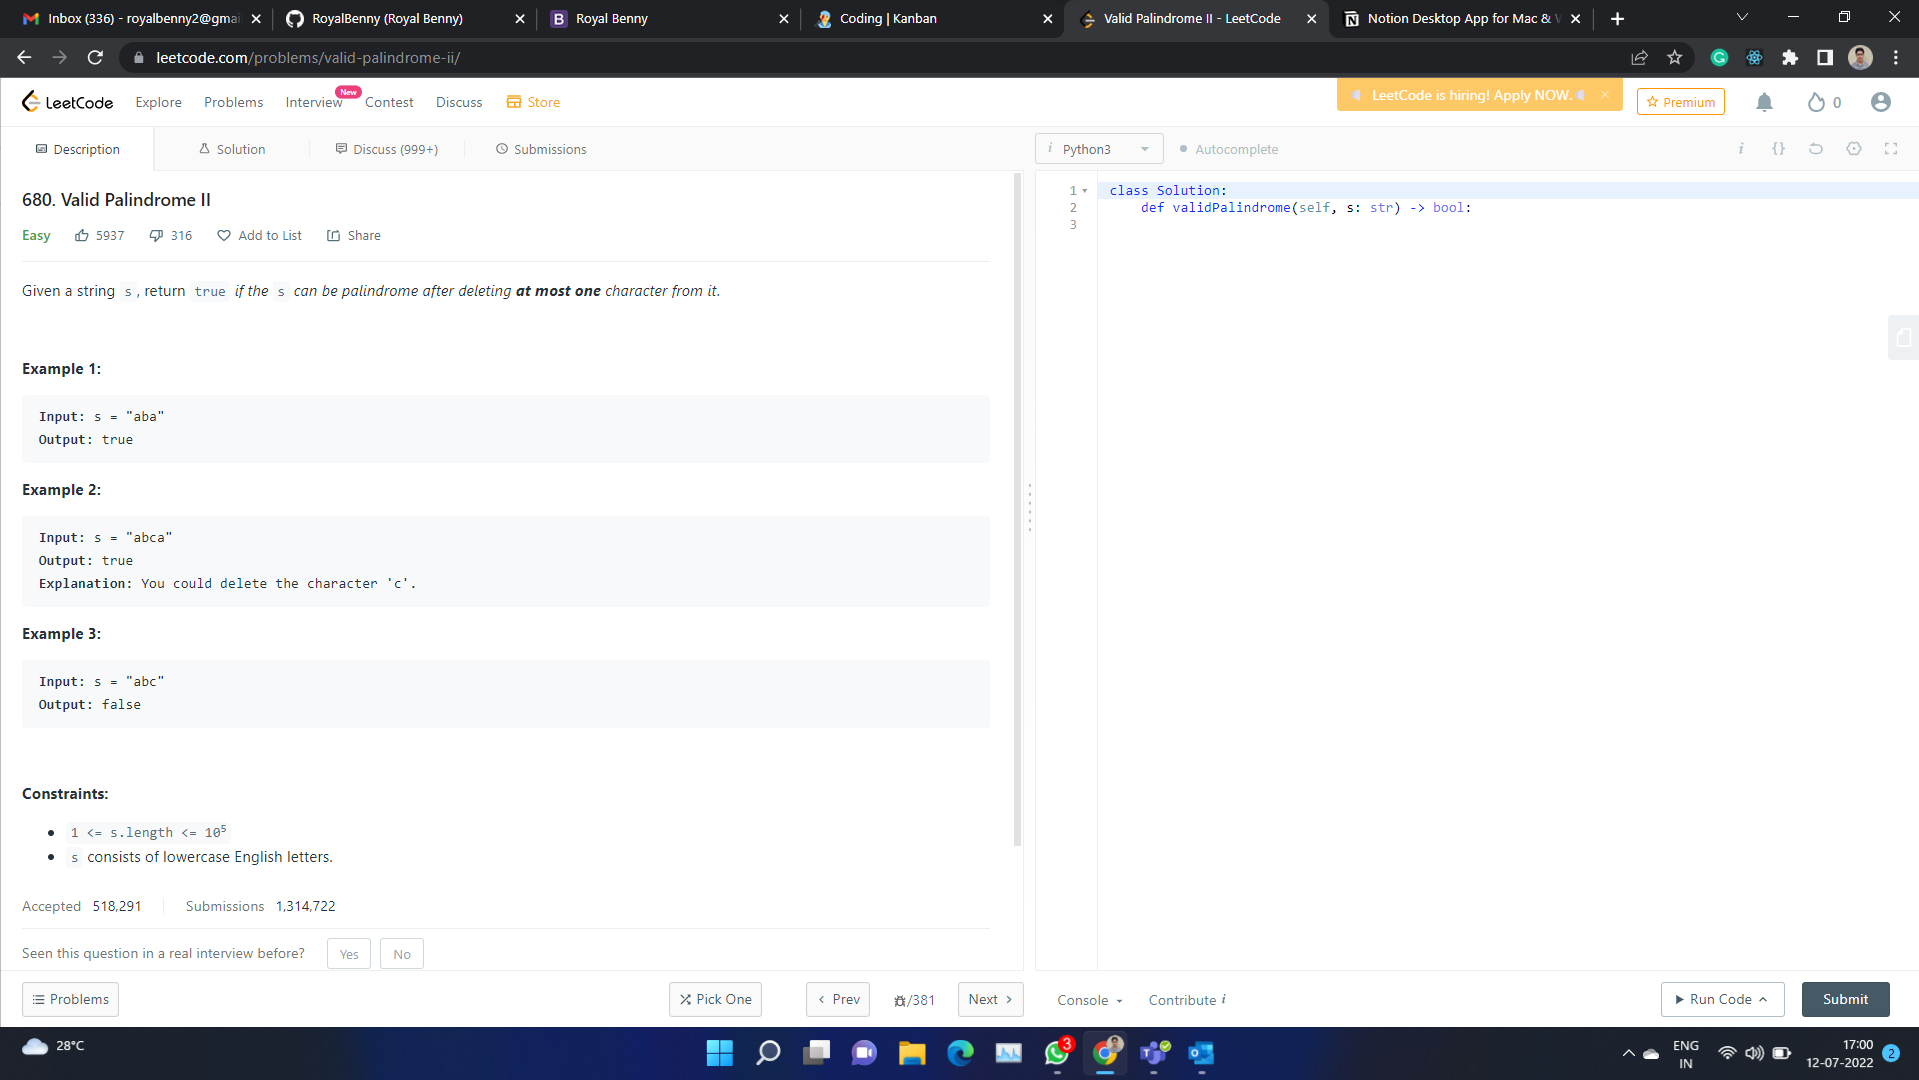 Inbox (336) - royalbenny2@gmai
RoyalBenny (Royal Benny)
Royal Benny
Coding | Kanban
Valid Palindrome II - LeetCode
Notion Desktop App for Mac & W
leetcode.com/problems/valid-palindrome-ii/
LeetCode
Explore
Problems
Interview
New
Contest
Discuss
Store
LeetCode is hiring! Apply NOW.
Premium
0
Description
Solution
Discuss (999+)
Submissions
Python3
Autocomplete
680. Valid Palindrome II
Easy
5937
316
Add to List
Share
Given a string s, return true if the s can be palindrome after deleting at most one character from it.
Example 1:
Input: s = "aba"
Output: true
Example 2:
Input: s = "abca"
Output: true
Explanation: You could delete the character 'c'.
Example 3:
Input: s = "abc"
Output: false
Constraints:
1 <= s.length <= 10⁵
s consists of lowercase English letters.
Accepted 518,291
Submissions 1,314,722
Seen this question in a real interview before?
Yes
No
1 class Solution:
2 def validPalindrome(self, s: str) -> bool:
3
Problems
Pick One
Prev
/381
Next
Console
Contribute i
Run Code
Submit
28°C
3
ENG
IN
17:00
12-07-2022
2